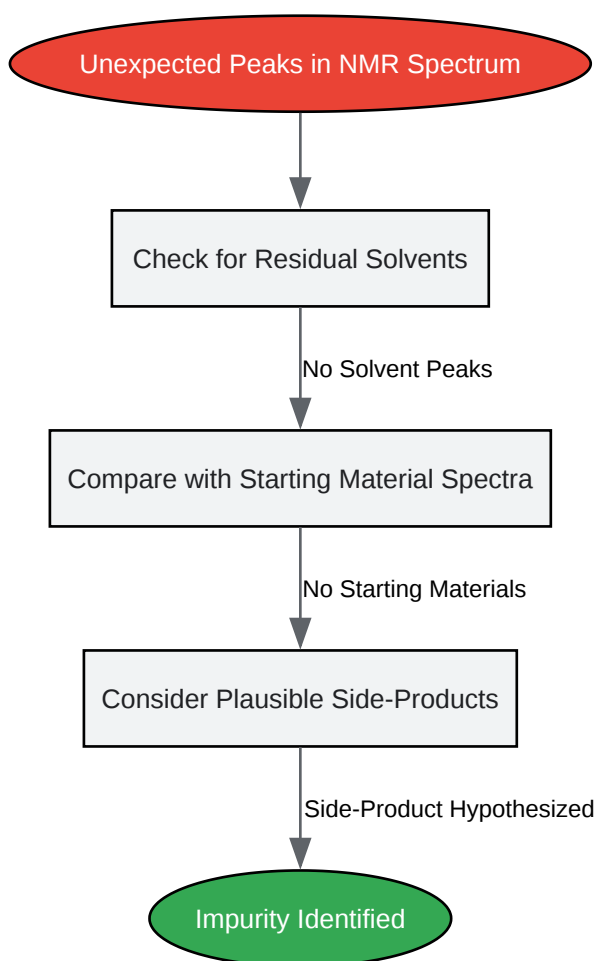 Unexpected Peaks in NMR Spectrum
Check for Residual Solvents
No Solvent Peaks
Compare with Starting Material Spectra
No Starting Materials
Consider Plausible Side-Products
Side-Product Hypothesized
Impurity Identified